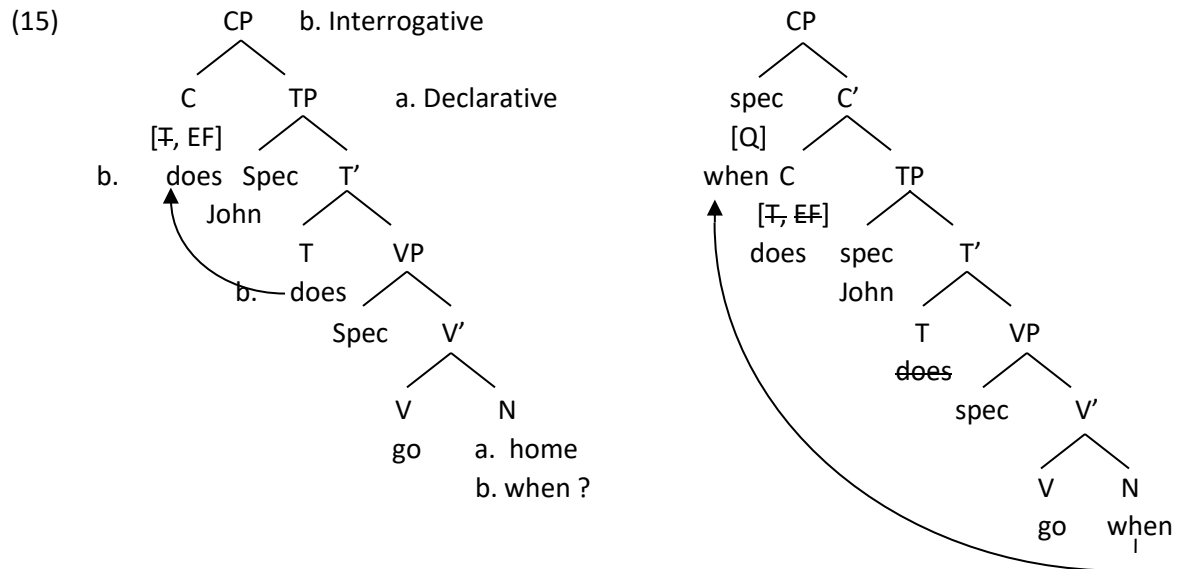 (15) CP b. Interrogative CP
C TP a. Declarative spec C’
[T, EF] [Q]
b. does Spec T’ when C TP
John [T, EF]
T VP does spec T’
b. does John
Spec V’ T VP
does
V N spec V’
go a. home
b. when ? V N
go when